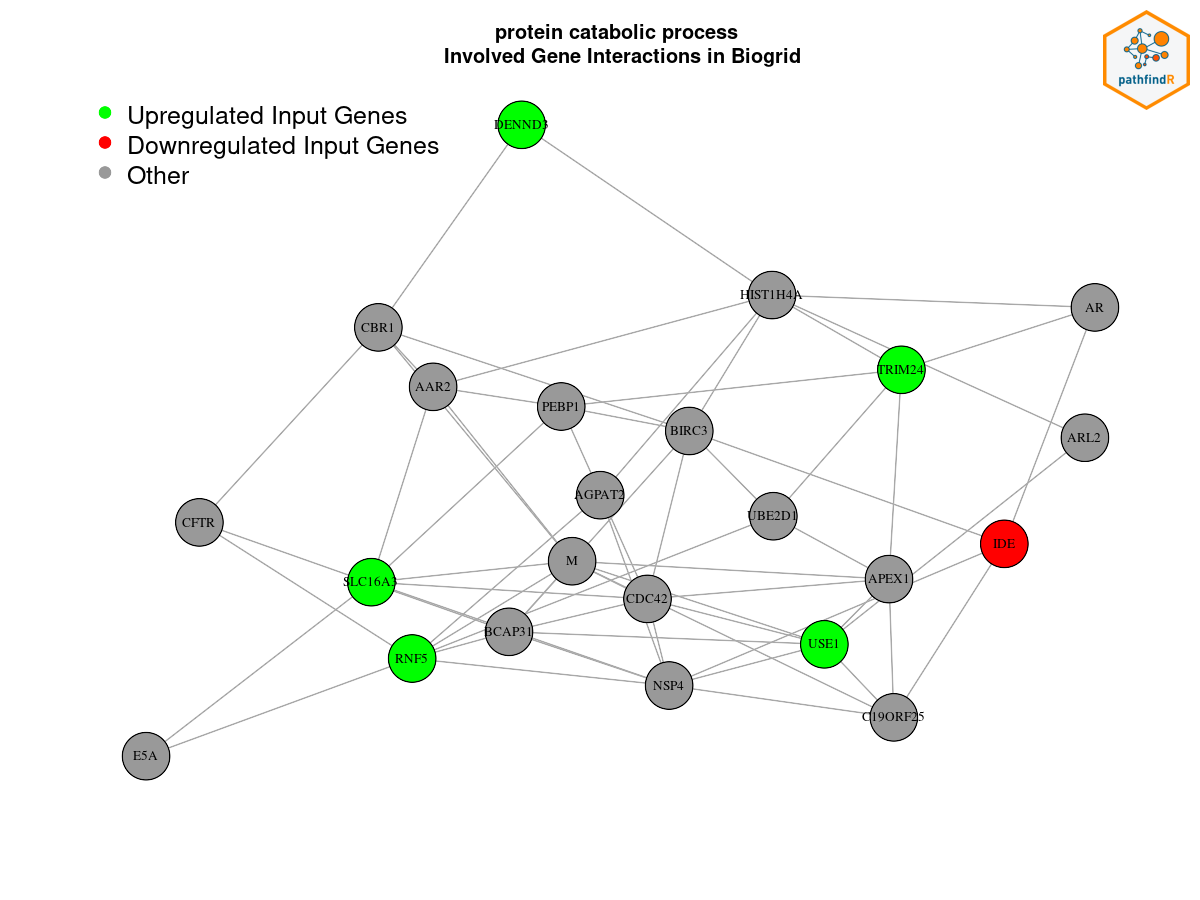 protein catabolic process
Involved Gene Interactions in Biogrid
pathfindR
Upregulated Input Genes
Downregulated Input Genes
Other
DENND3
HIST1H4A
AR
CBR1
TRIM24
AAR2
PEBP1
BIRC3
ARL2
AGPAT2
UBE2D1
CFTR
IDE
M
SLC16A3
APEX1
CDC42
BCAP31
USE1
RNF5
NSP4
C19ORF25
E5A